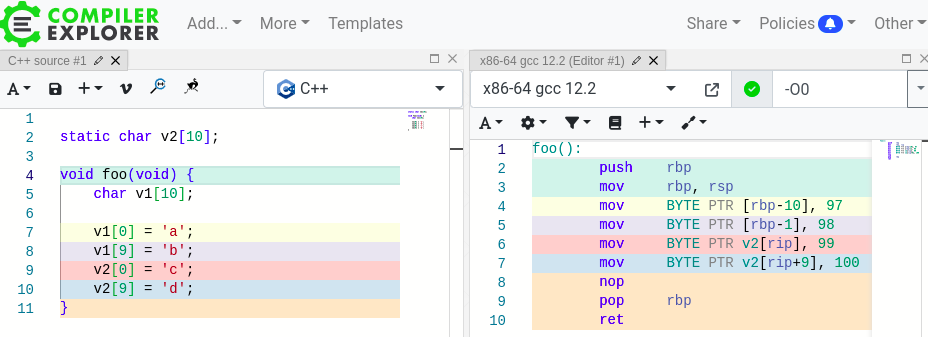 COMPILER EXPLORER
Add... More Templates Share Policies Other
C++ source #1
A + C++
1
2 static char v2[10];
3
4 void foo(void) {
5 char v1[10];
6
7 v1[0] = 'a';
8 v1[9] = 'b';
9 v2[0] = 'c';
10 v2[9] = 'd';
11 }
x86-64 gcc 12.2 (Editor #1)
x86-64 gcc 12.2 -O0
A +
1 foo():
2 push rbp
3 mov rbp, rsp
4 mov BYTE PTR [rbp-10], 97
5 mov BYTE PTR [rbp-1], 98
6 mov BYTE PTR v2[rip], 99
7 mov BYTE PTR v2[rip+9], 100
8 nop
9 pop rbp
10 ret